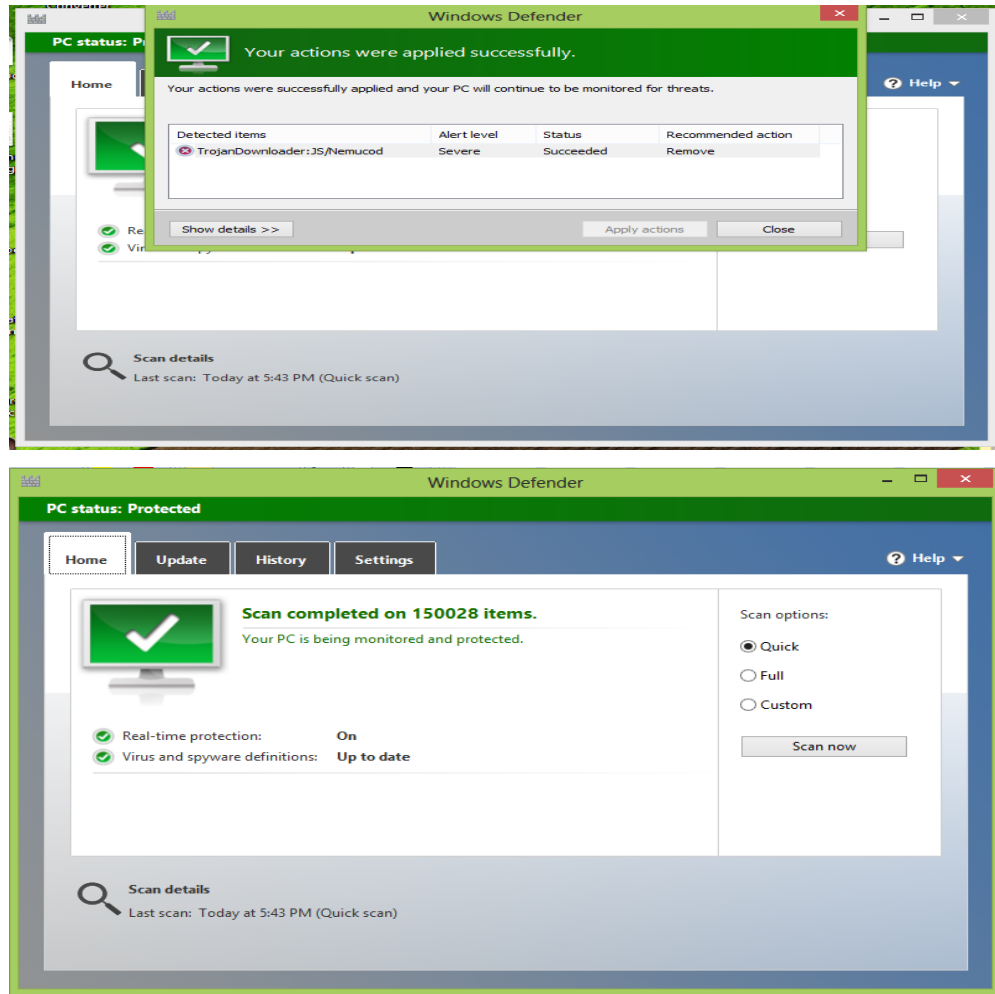 Converter
Windows Defender
PC status: P
Your actions were applied successfully.
Home
Help
Your actions were successfully applied and your PC will continue to be monitored for threats.
Detected items Alert level Status Recommended action
TrojanDownloader:JS/Nemucod Severe Succeeded Remove
Re
Show details >> Apply actions Close
Vir
Scan details
Last scan: Today at 5:43 PM (Quick scan)
Windows Defender
PC status: Protected
Home Update History Settings Help
Scan completed on 150028 items.
Scan options:
Your PC is being monitored and protected.
Quick
Full
Custom
Real-time protection: On
Scan now
Virus and spyware definitions: Up to date
Scan details
Last scan: Today at 5:43 PM (Quick scan)